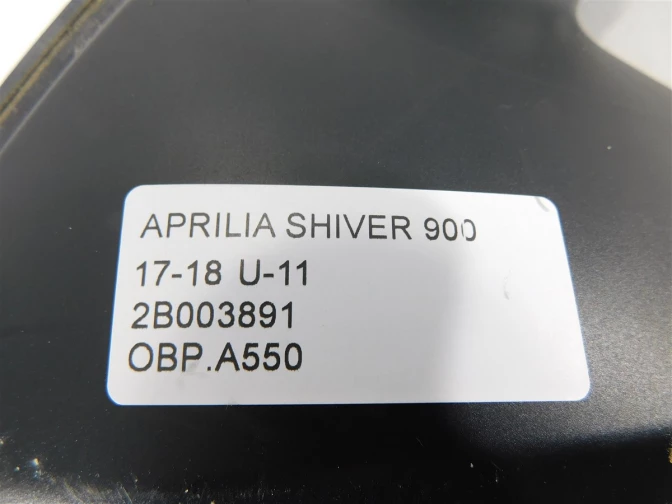 APRILIA SHIVER 900
17-18 U-11
2B003891
OBP.A550